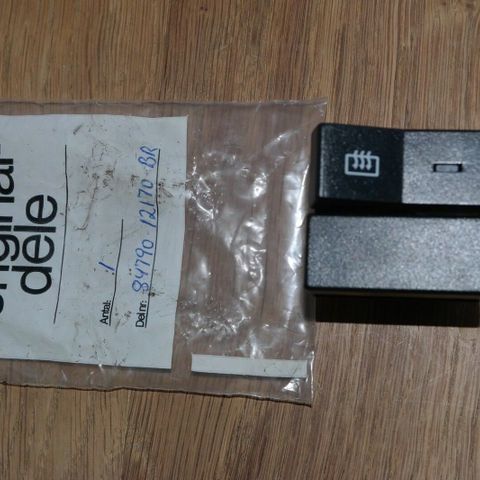 original
dele
Antal: 1
Delnr: 84790 12170 BR